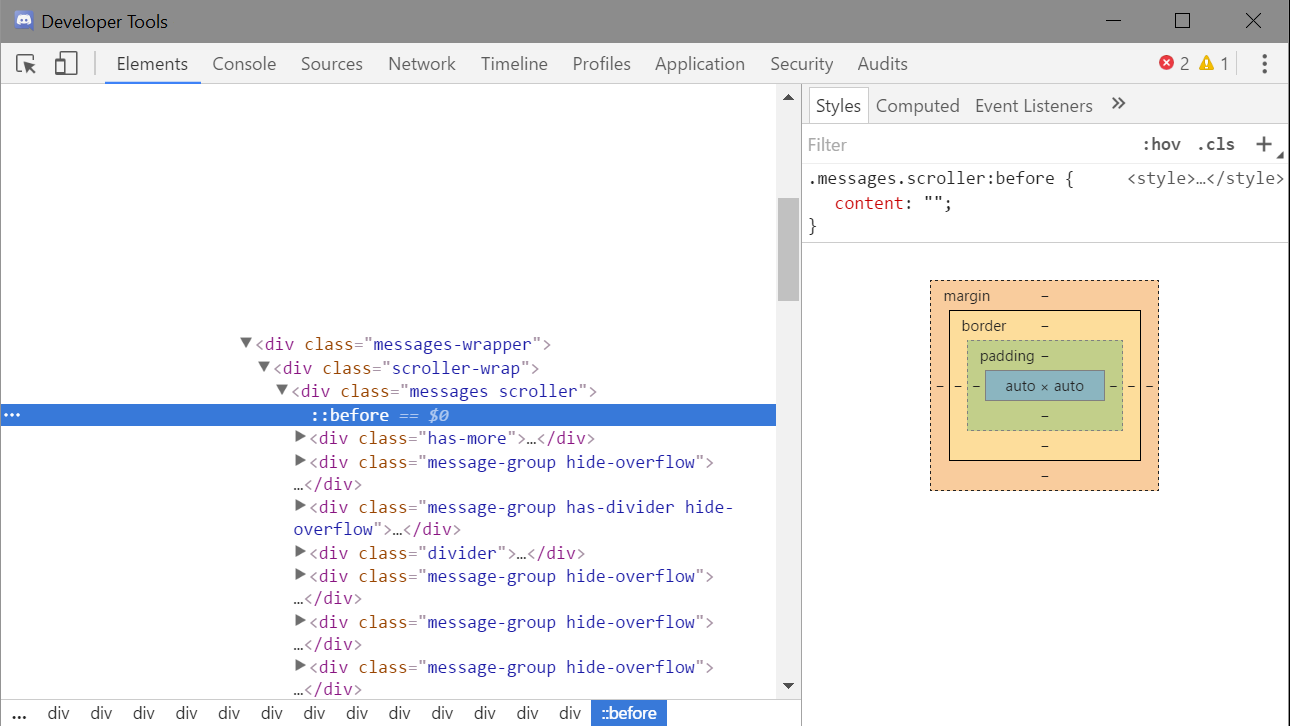 Developer Tools
Elements Console Sources Network Timeline Profiles Application Security Audits 2 1
<div class="messages-wrapper">
<div class="scroller-wrap">
<div class="messages scroller">
... ::before == $0
<div class="has-more">…</div>
<div class="message-group hide-overflow">
…</div>
<div class="message-group has-divider hide-
overflow">…</div>
<div class="divider">…</div>
<div class="message-group hide-overflow">
…</div>
<div class="message-group hide-overflow">
…</div>
<div class="message-group hide-overflow">
…</div>
... div div div div div div div div div div div div div ::before
Styles Computed Event Listeners »
Filter :hov .cls +
.messages.scroller:before { <style>…</style>
content: "";
}
margin –
border –
padding –
– – – auto × auto – – –
–
–
–